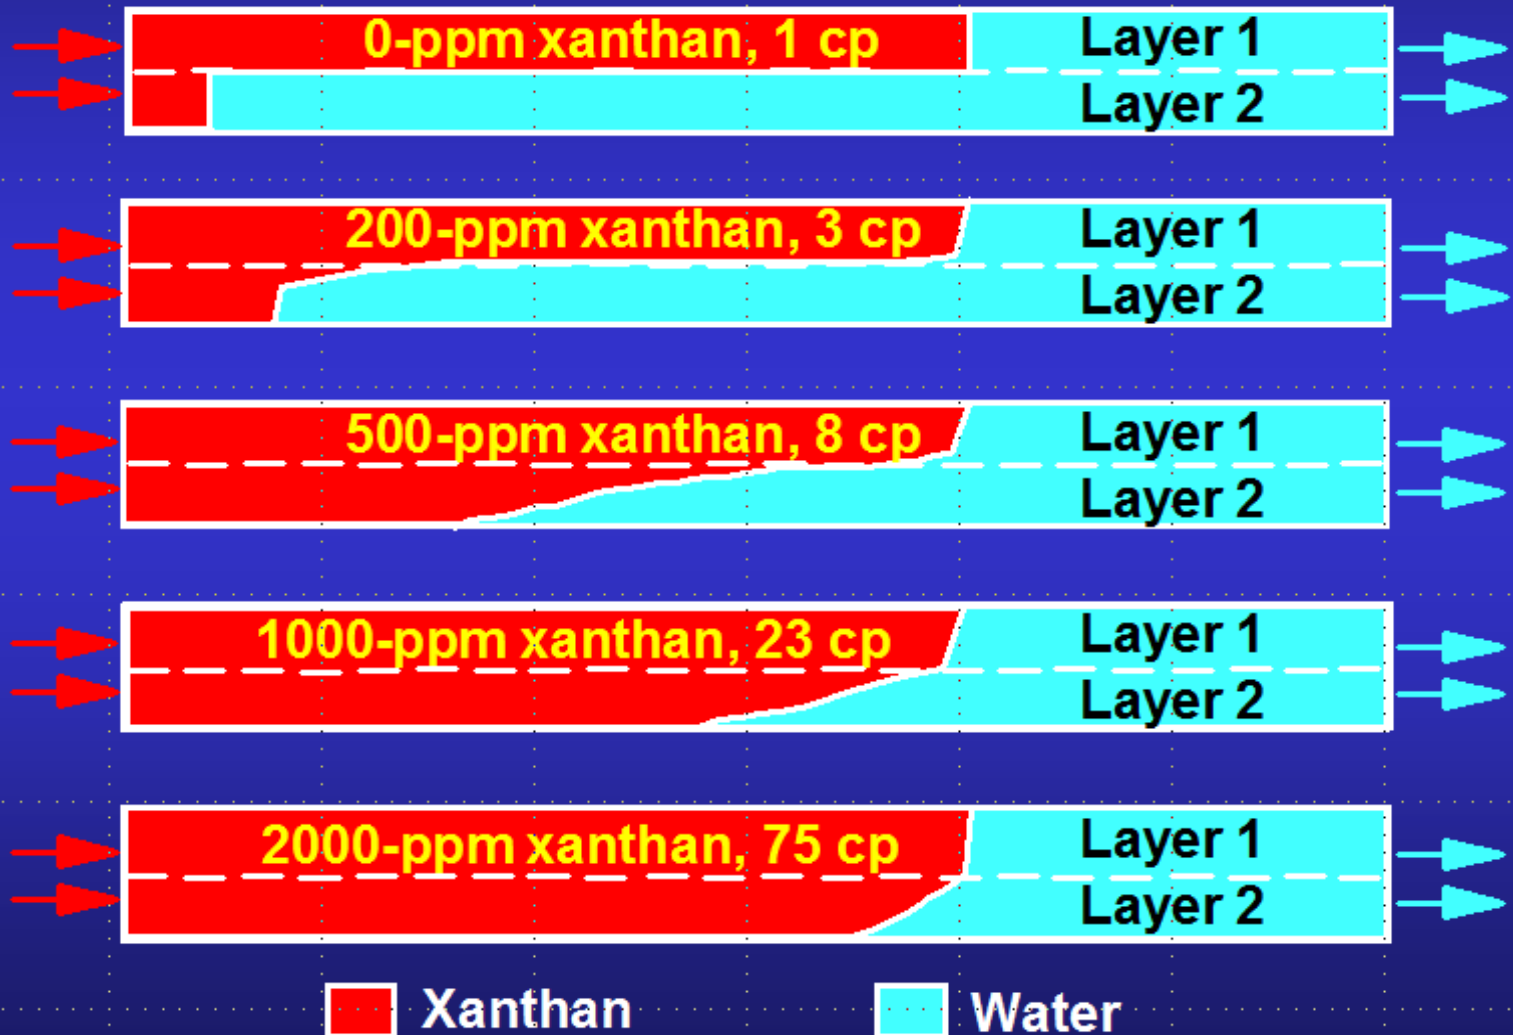 0-ppm xanthan, 1 cp
Layer 1
Layer 2
200-ppm xanthan, 3 cp
Layer 1
Layer 2
500-ppm xanthan, 8 cp
Layer 1
Layer 2
1000-ppm xanthan, 23 cp
Layer 1
Layer 2
2000-ppm xanthan, 75 cp
Layer 1
Layer 2
Xanthan
Water